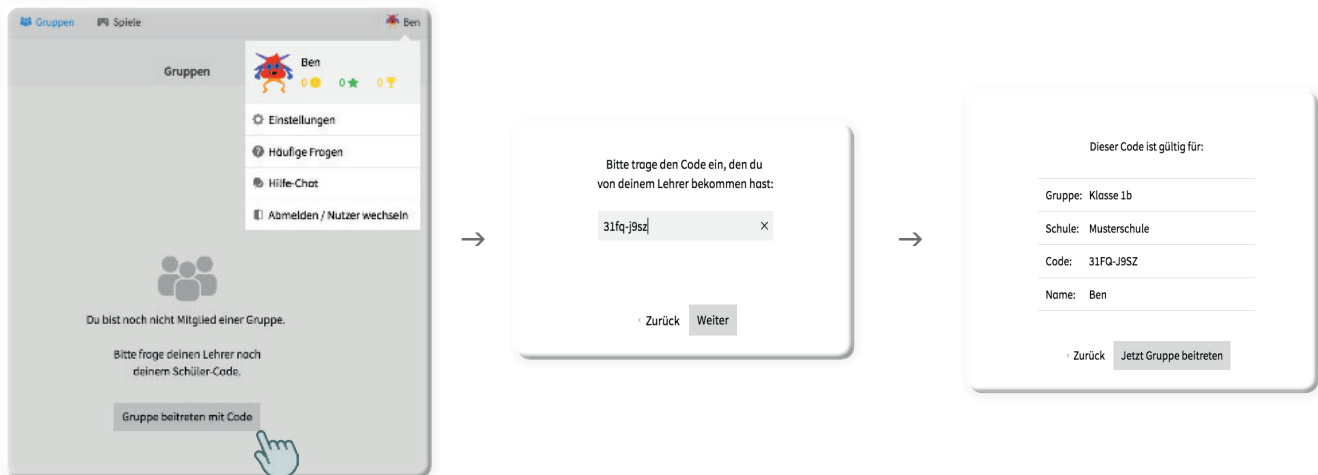 Gruppen Spiele Ben
Gruppen
Ben
0 0 0
Einstellungen
Häufige Fragen
Hilfe-Chat
Abmelden / Nutzer wechseln
Du bist noch nicht Mitglied einer Gruppe.
Bitte frage deinen Lehrer nach
deinem Schüler-Code.
Gruppe beitreten mit Code
→
Bitte trage den Code ein, den du
von deinem Lehrer bekommen hast:
31fq-j9sz ×
‹ Zurück Weiter
→
Dieser Code ist gültig für:
Gruppe: Klasse 1b
Schule: Musterschule
Code: 31FQ-J9SZ
Name: Ben
‹ Zurück Jetzt Gruppe beitreten